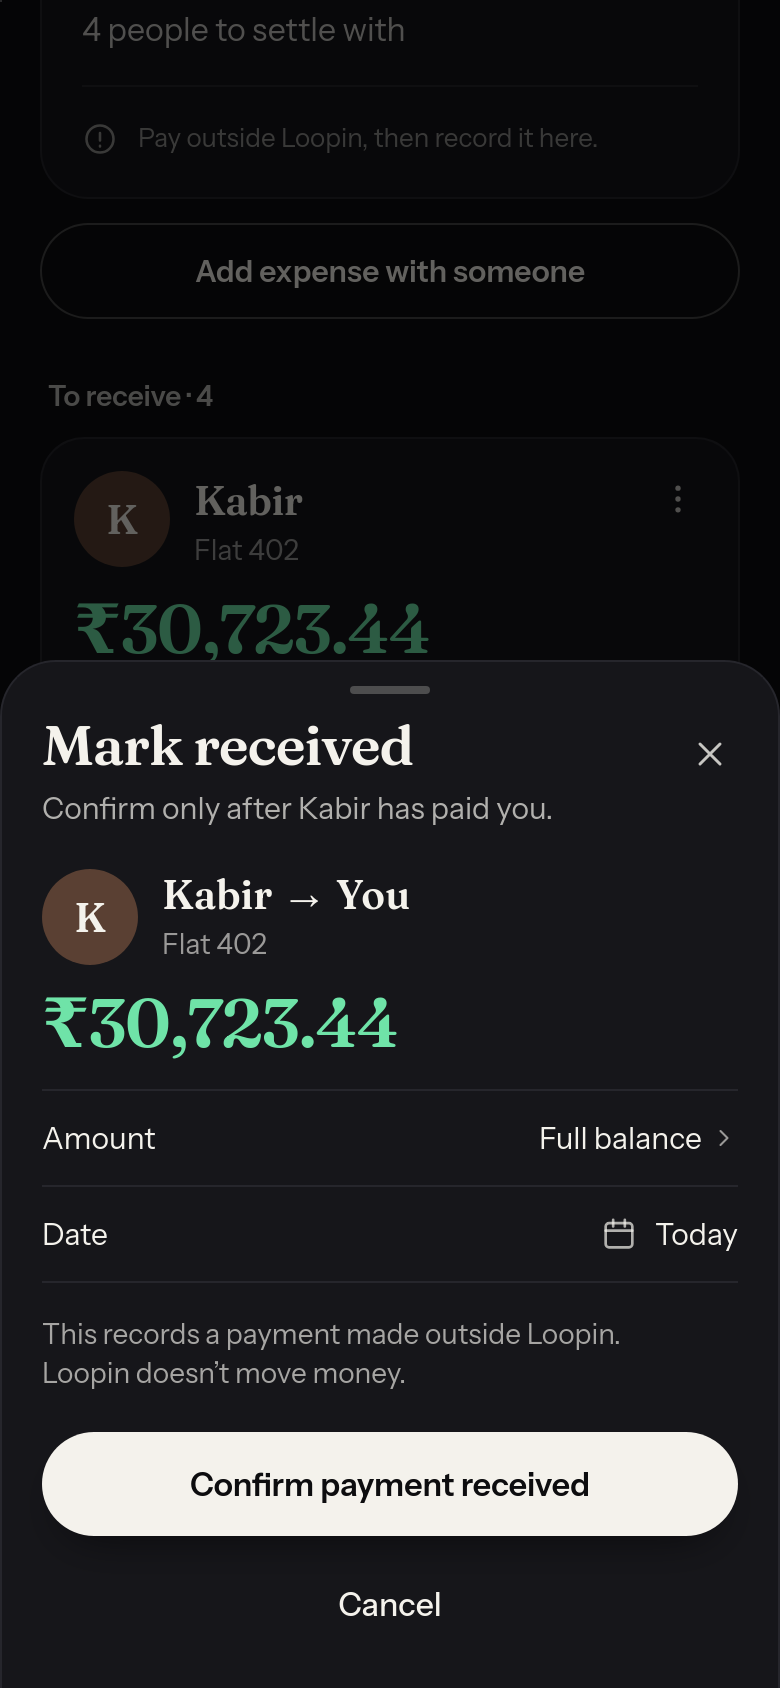 4 people to settle with
Pay outside Loopin, then record it here.
Add expense with someone
To receive · 4
K
Kabir
Flat 402
₹30,723.44
Mark received
Confirm only after Kabir has paid you.
K
Kabir → You
Flat 402
₹30,723.44
Amount Full balance
Date Today
This records a payment made outside Loopin.
Loopin doesn’t move money.
Confirm payment received
Cancel